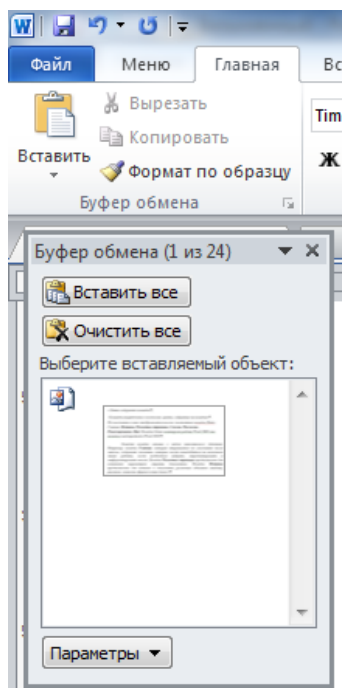 W
Файл Меню Главная Вс
Вырезать
Копировать
Вставить
Формат по образцу
Tim
Ж
Буфер обмена
Буфер обмена (1 из 24)
Вставить все
Очистить все
Выберите вставляемый объект:
Параметры